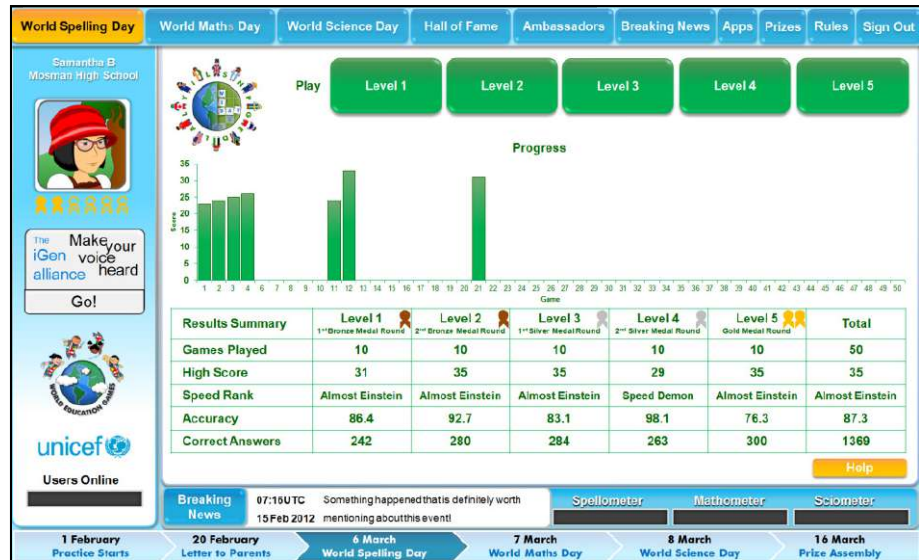 World Spelling Day World Maths Day World Science Day Hall of Fame Ambassadors Breaking News Apps Prizes Rules Sign Out
Samantha B
Mosman High School
Play Level 1 Level 2 Level 3 Level 4 Level 5
Progress
35
30
25
20
15
10
5
0
Score
1 2 3 4 5 6 7 8 9 10 11 12 13 14 15 16 17 18 19 20 21 22 23 24 25 26 27 28 29 30 31 32 33 34 35 36 37 38 39 40 41 42 43 44 45 46 47 48 49 50
Game
The iGen alliance
Make your voice heard
Go!
WORLD EDUCATION GAMES
unicef
Users Online
Results Summary Level 1 Level 2 Level 3 Level 4 Level 5 Total
1st Bronze Medal Round 2nd Bronze Medal Round 1st Silver Medal Round 2nd Silver Medal Round Gold Medal Round
Games Played 10 10 10 10 10 50
High Score 31 35 35 29 35 35
Speed Rank Almost Einstein Almost Einstein Almost Einstein Speed Demon Almost Einstein Almost Einstein
Accuracy 86.4 92.7 83.1 98.1 76.3 87.3
Correct Answers 242 280 284 263 300 1369
Help
Breaking News
07:15UTC Something happened that is definitely worth
15 Feb 2012 mentioning about this event!
Spellometer Mathometer Sciometer
1 February 20 February 6 March 7 March 8 March 16 March
Practice Starts Letter to Parents World Spelling Day World Maths Day World Science Day Prize Assembly